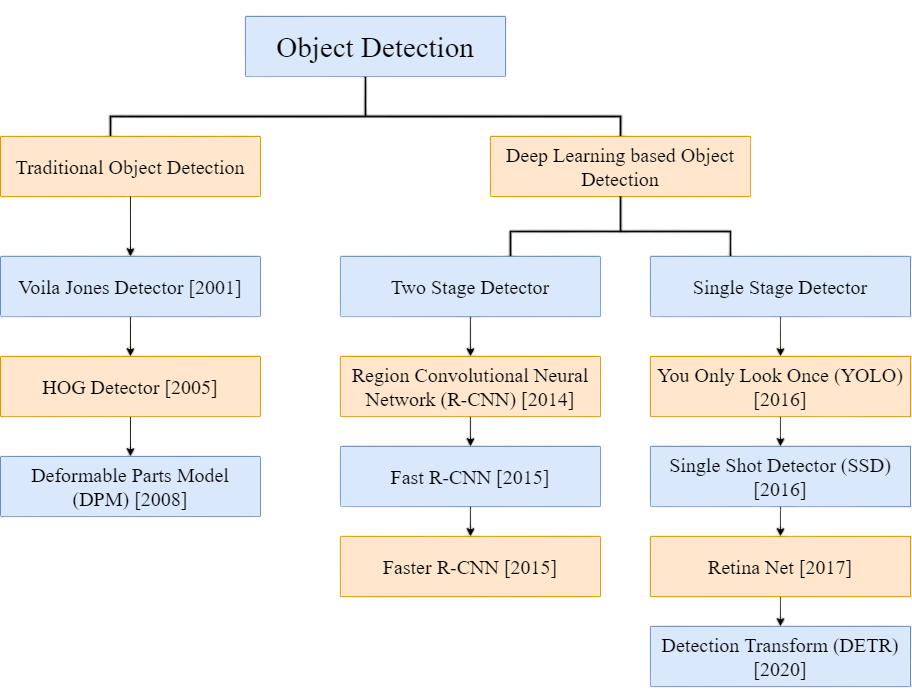 Object Detection
Traditional Object Detection
Deep Learning based Object
Detection
Voila Jones Detector [2001]
Two Stage Detector
Single Stage Detector
HOG Detector [2005]
Region Convolutional Neural
Network (R-CNN) [2014]
You Only Look Once (YOLO)
[2016]
Deformable Parts Model
(DPM) [2008]
Fast R-CNN [2015]
Single Shot Detector (SSD)
[2016]
Faster R-CNN [2015]
Retina Net [2017]
Detection Transform (DETR)
[2020]